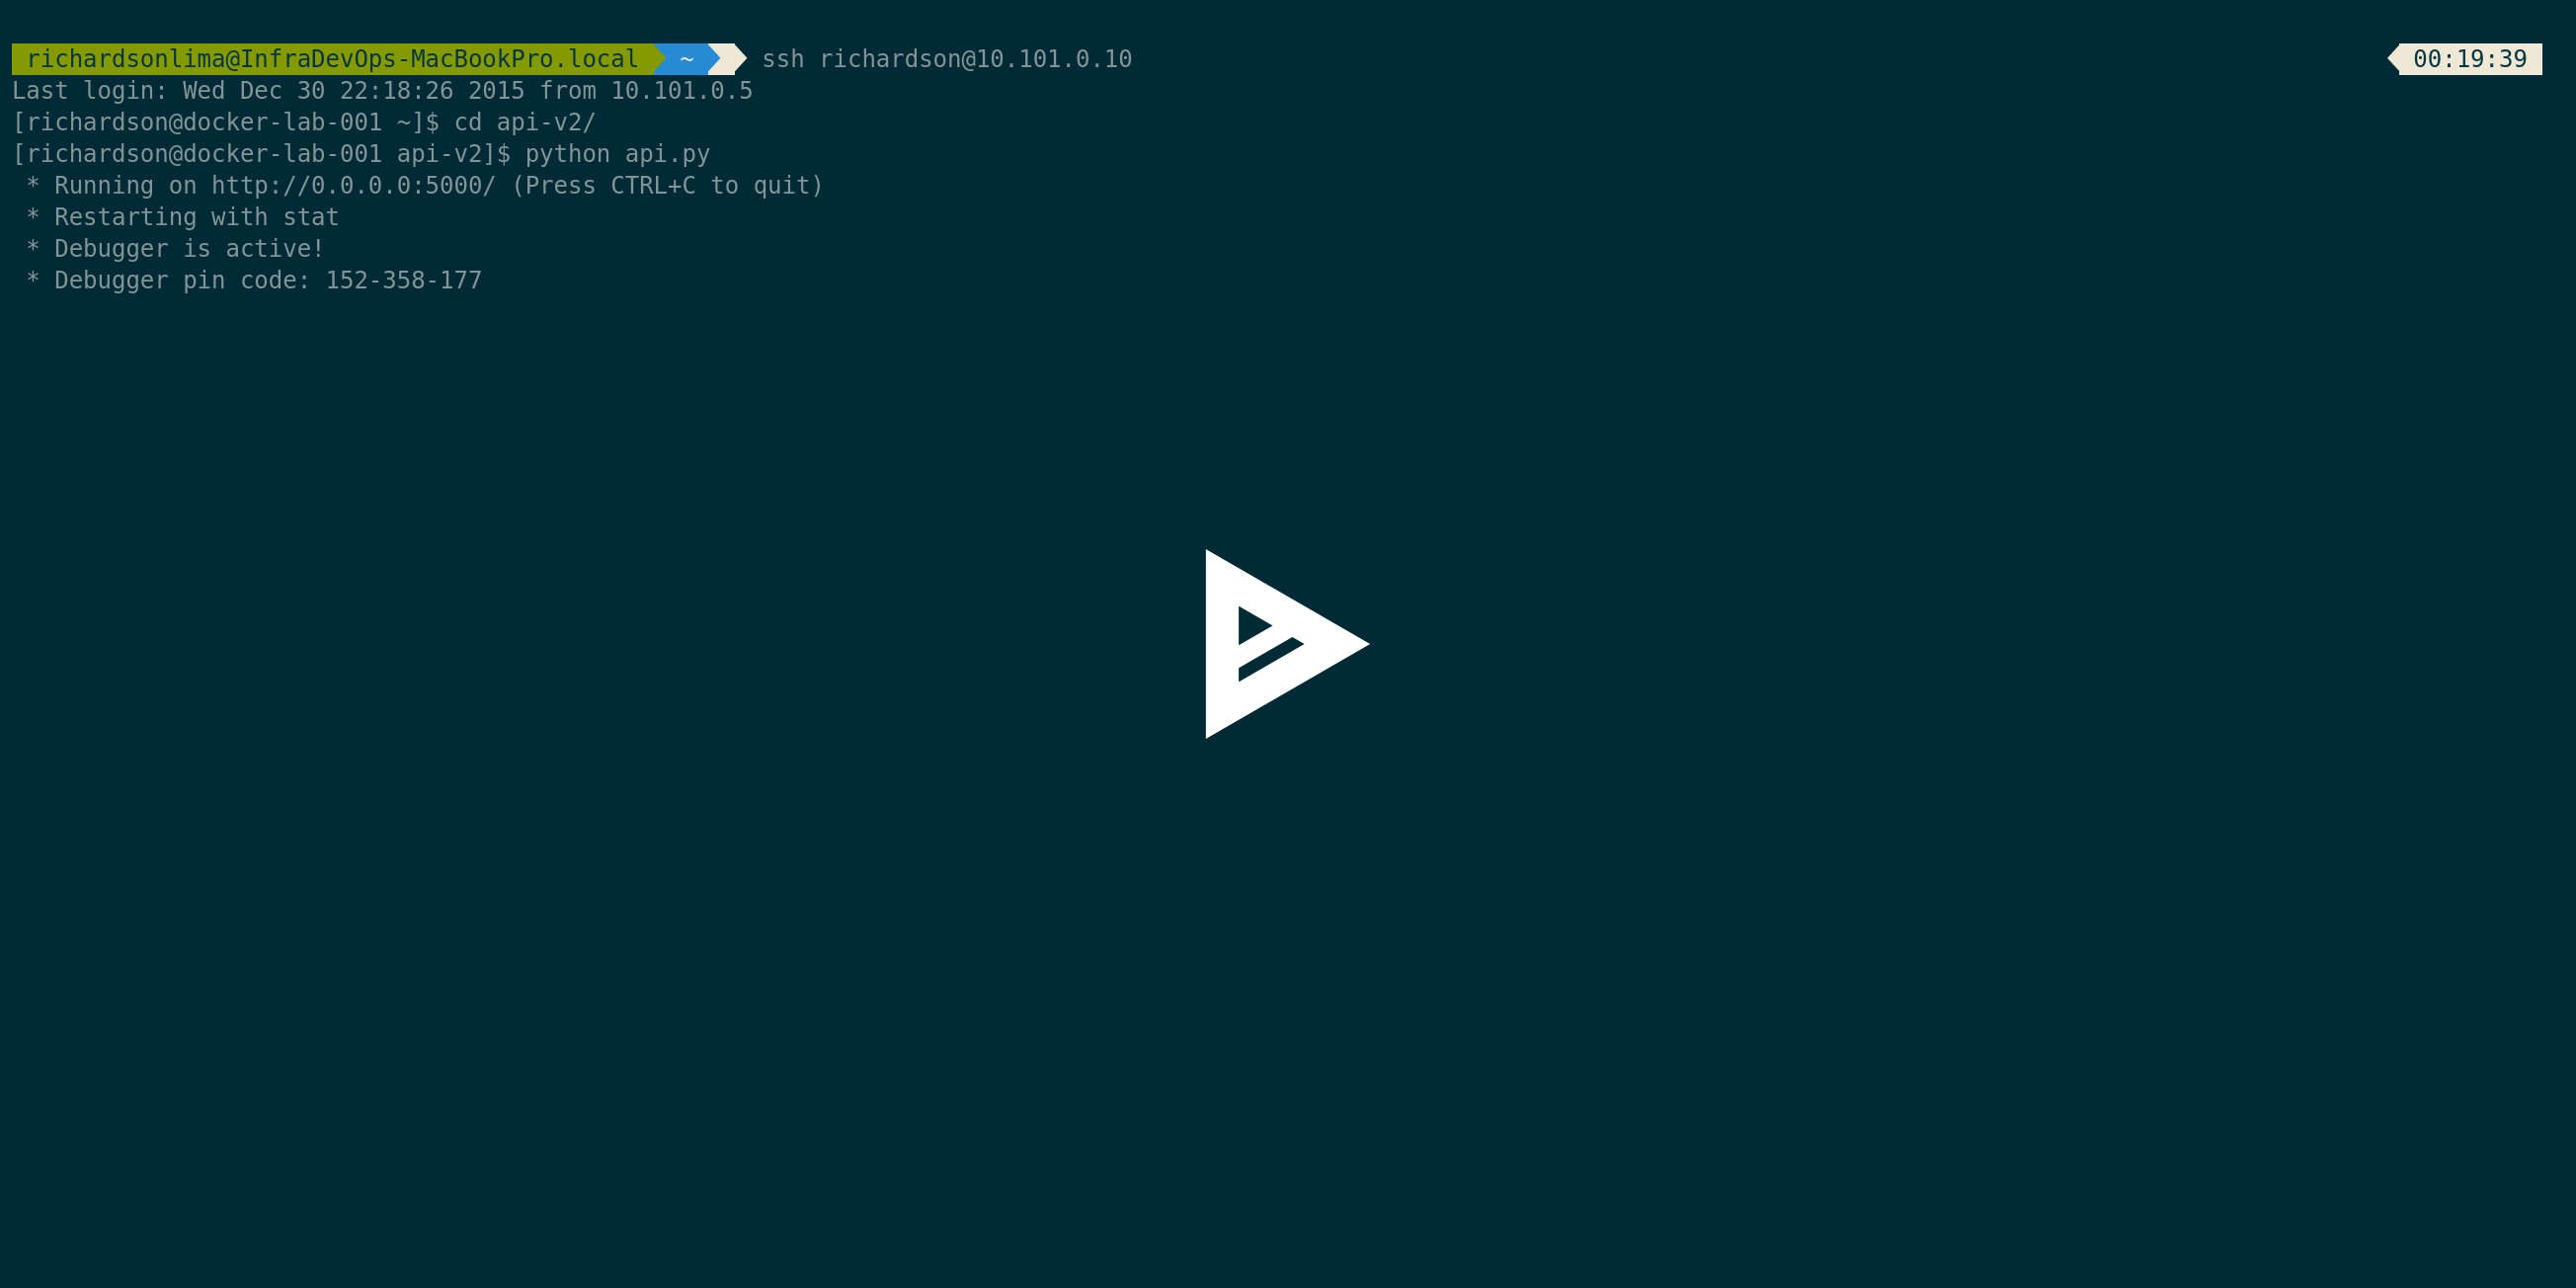 richardsonlima@InfraDevOps-MacBookPro.local ~ ssh richardson@10.101.0.10 00:19:39
Last login: Wed Dec 30 22:18:26 2015 from 10.101.0.5
[richardson@docker-lab-001 ~]$ cd api-v2/
[richardson@docker-lab-001 api-v2]$ python api.py
 * Running on http://0.0.0.0:5000/ (Press CTRL+C to quit)
 * Restarting with stat
 * Debugger is active!
 * Debugger pin code: 152-358-177